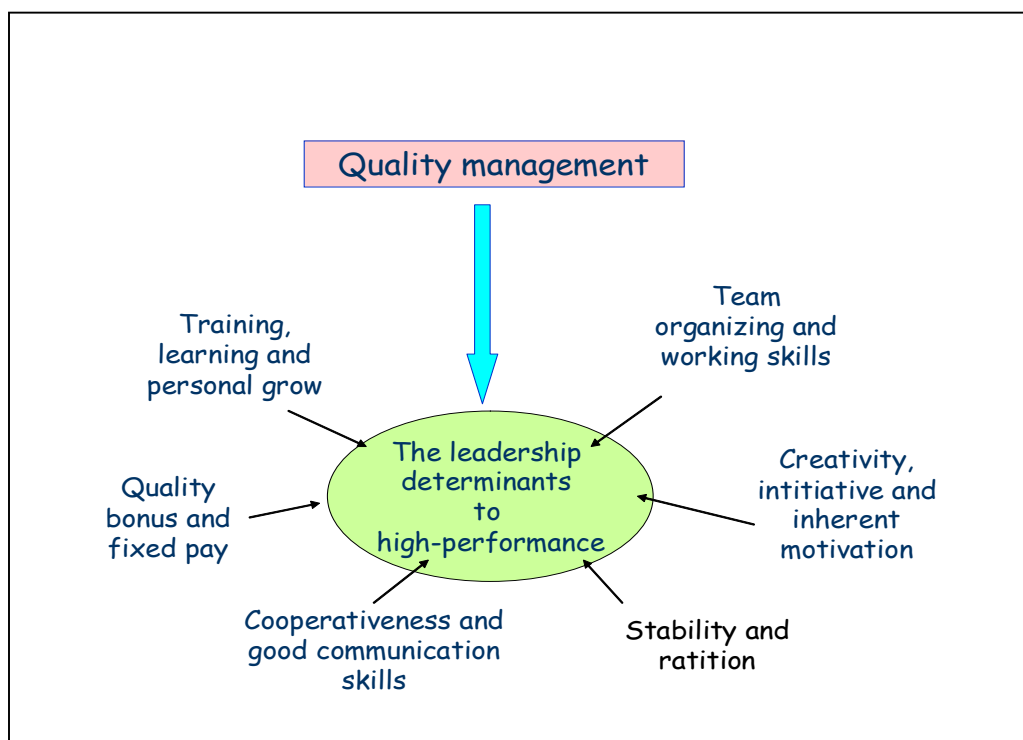 Quality management
Team
organizing and
working skills
Training,
learning and
personal grow
The leadership
determinants
to
high-performance
Creativity,
intitiative and
inherent
motivation
Quality
bonus and
fixed pay
Cooperativeness and
good communication
skills
Stability and
ratition